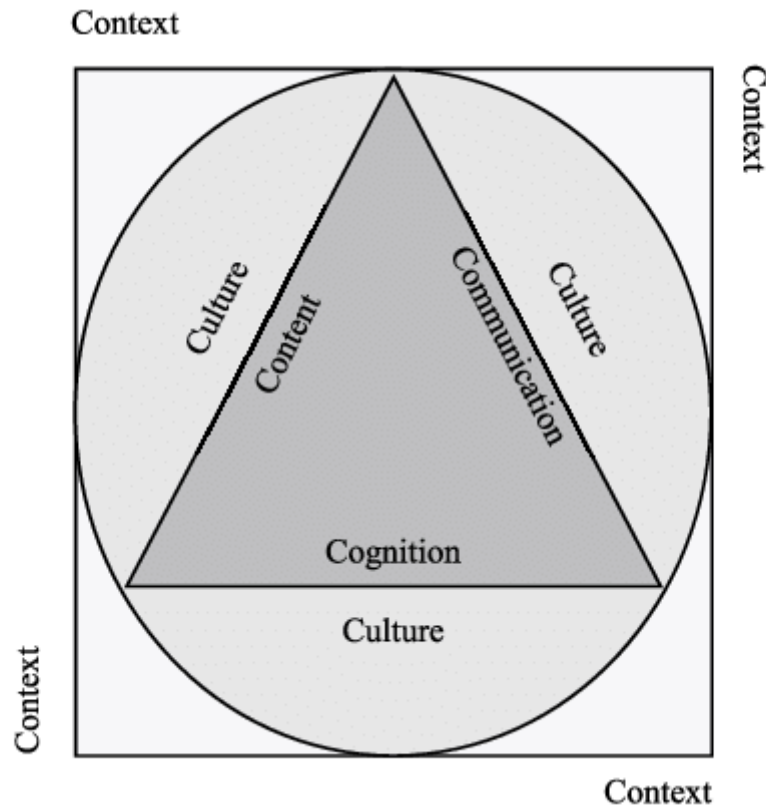 Context
Context
Culture
Culture
Content
Communication
Cognition
Culture
Context
Context